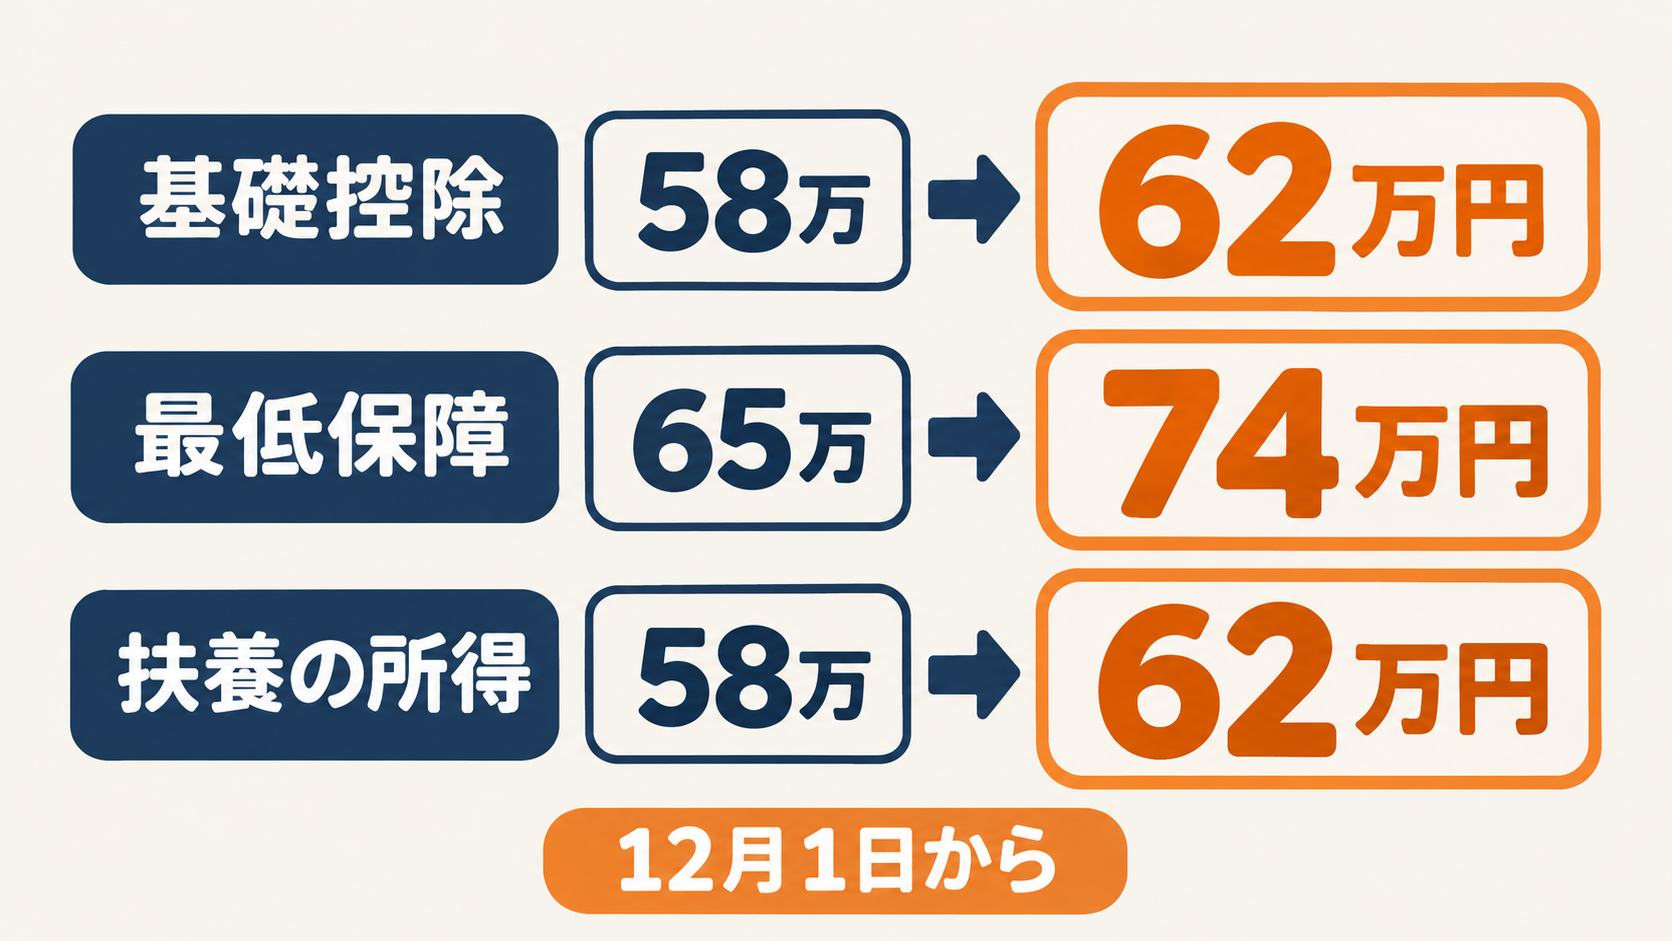 基礎控除 58万 62万円
最低保障 65万 74万円
扶養の所得 58万 62万円
12月1日から